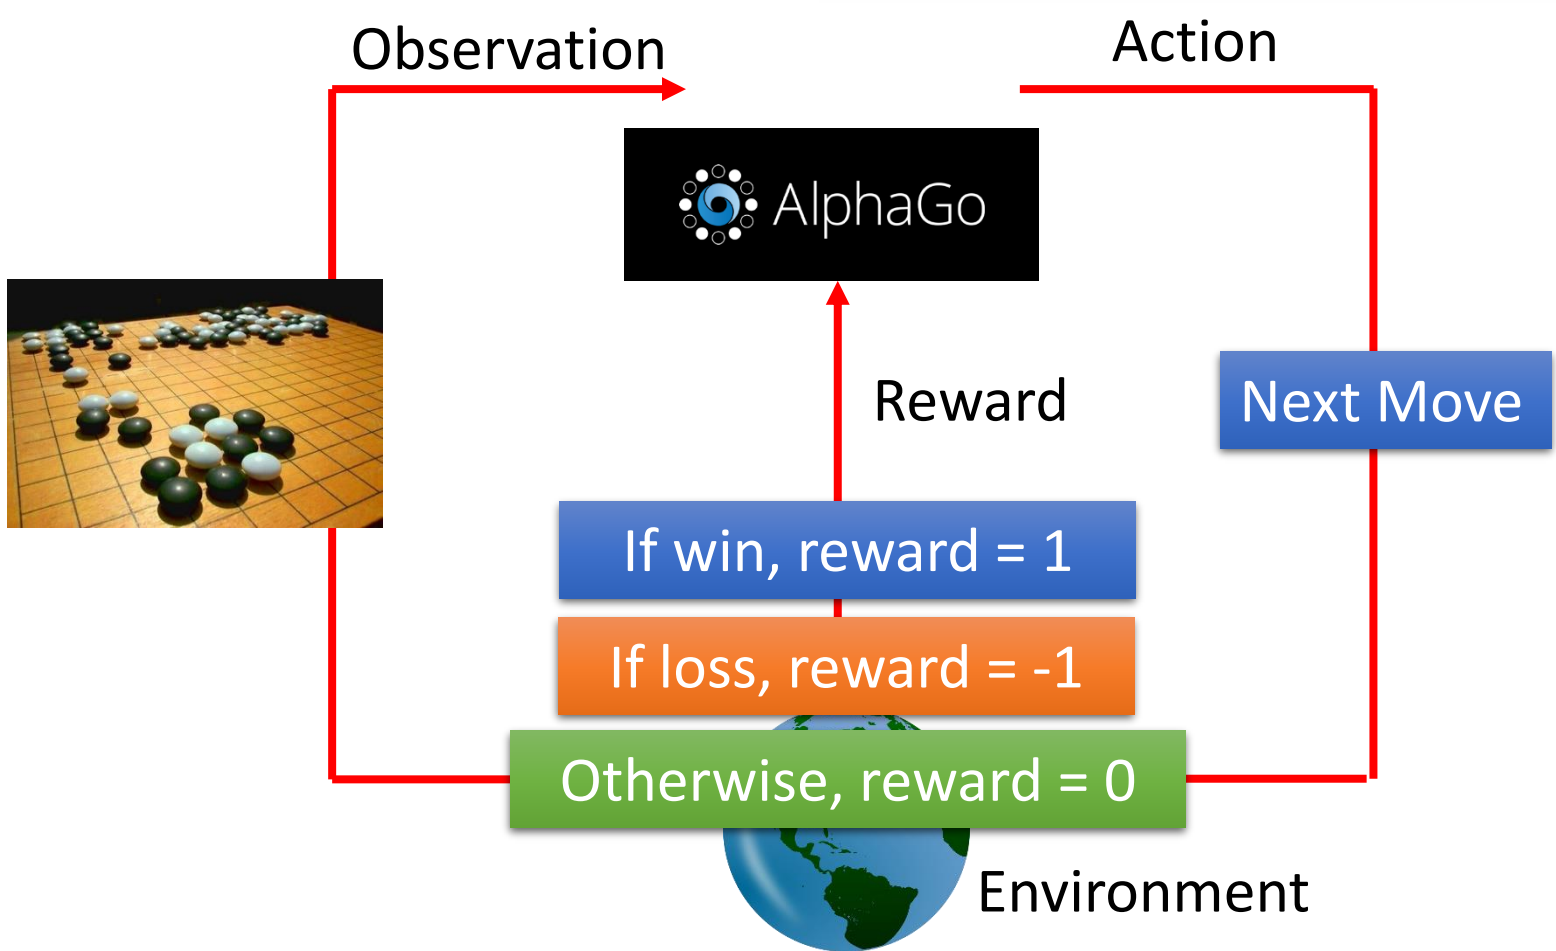 Observation
Action
AlphaGo
Reward
Next Move
If win, reward = 1
If loss, reward = -1
Otherwise, reward = 0
Environment